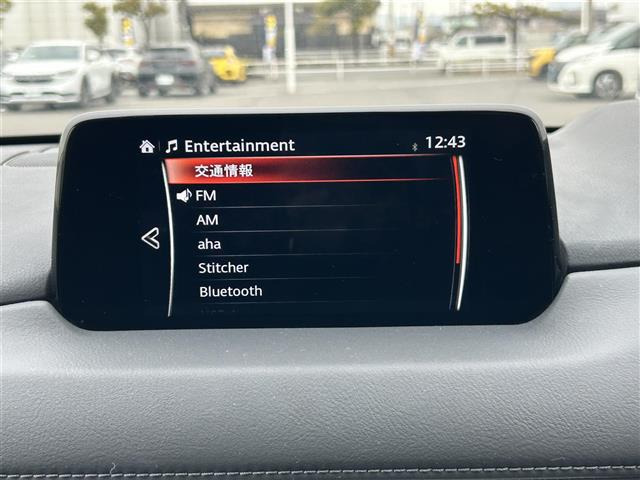 Entertainment 12:43
交通情報
FM
AM
aha
Stitcher
Bluetooth